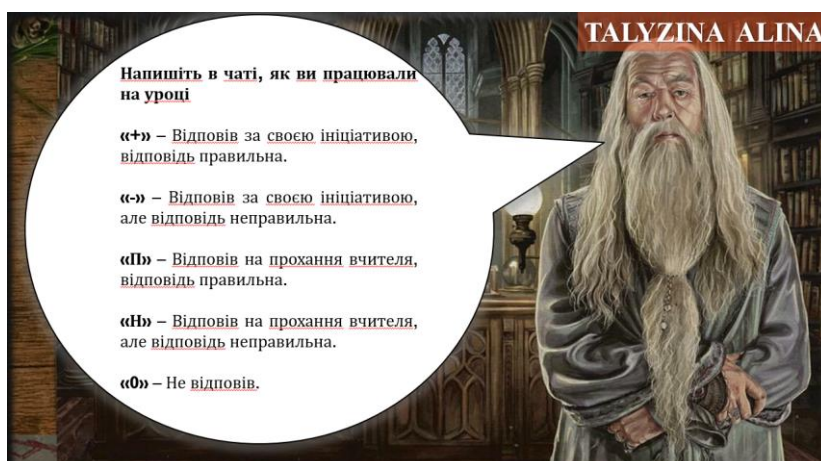 TALYZINA ALINA
Напишіть в чаті, як ви працювали
на уроці
«+» – Відповів за своєю ініціативою,
відповідь правильна.
«-» – Відповів за своєю ініціативою,
але відповідь неправильна.
«П» – Відповів на прохання вчителя,
відповідь правильна.
«Н» – Відповів на прохання вчителя,
але відповідь неправильна.
«0» – Не відповів.